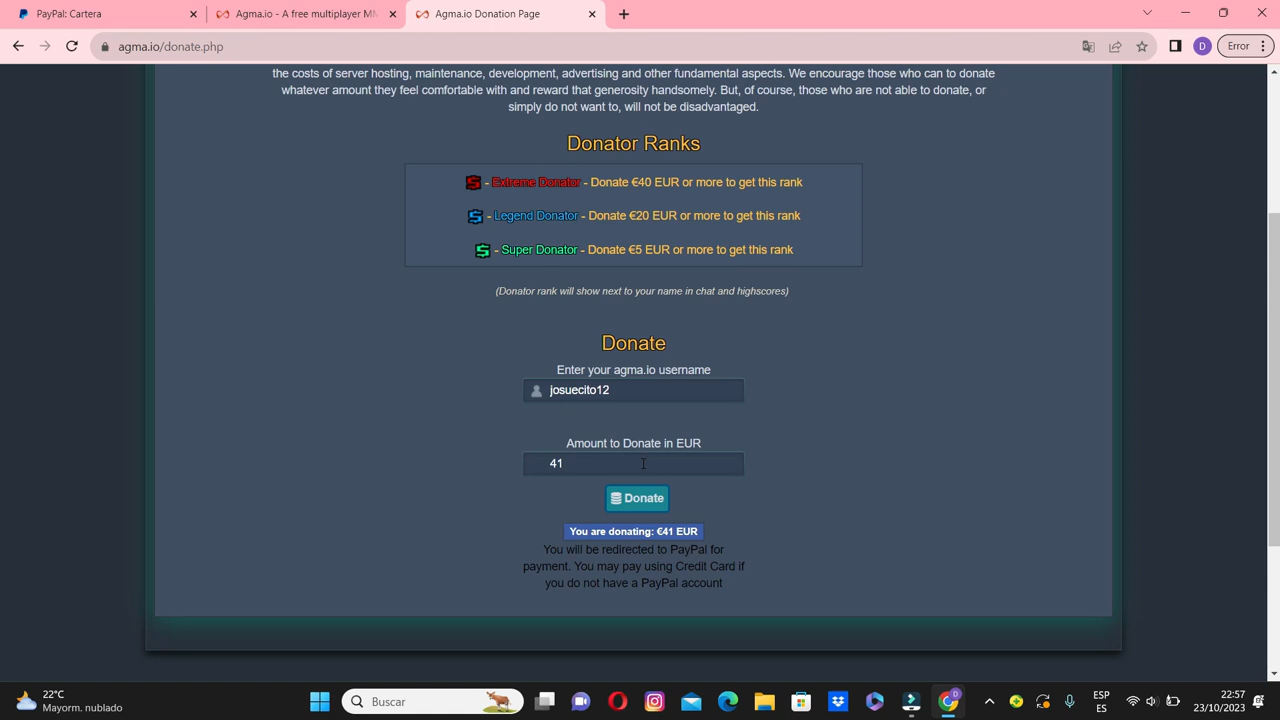 PayPal: Cartera
Agma.io - A free multiplayer MM
Agma.io Donation Page
agma.io/donate.php
D
Error
the costs of server hosting, maintenance, development, advertising and other fundamental aspects. We encourage those who can to donate
whatever amount they feel comfortable with and reward that generosity handsomely. But, of course, those who are not able to donate, or
simply do not want to, will not be disadvantaged.
Donator Ranks
S - Extreme Donator - Donate €40 EUR or more to get this rank
S - Legend Donator - Donate €20 EUR or more to get this rank
S - Super Donator - Donate €5 EUR or more to get this rank
(Donator rank will show next to your name in chat and highscores)
Donate
Enter your agma.io username
josuecito12
Amount to Donate in EUR
41
Donate
You are donating: €41 EUR
You will be redirected to PayPal for
payment. You may pay using Credit Card if
you do not have a PayPal account
22°C
Mayorm. nublado
Buscar
D
ESP
ES
22:57
23/10/2023